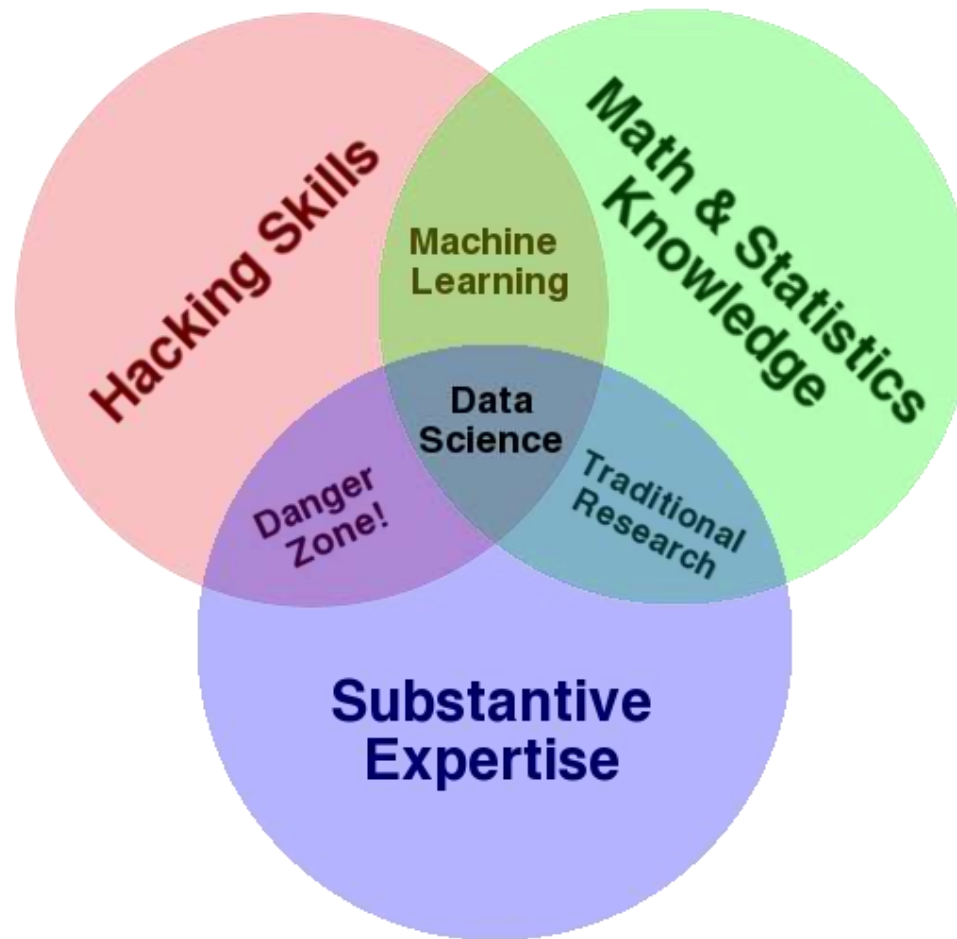 Hacking Skills
Math & Statistics
Knowledge
Machine
Learning
Data
Science
Danger
Zone!
Traditional
Research
Substantive
Expertise